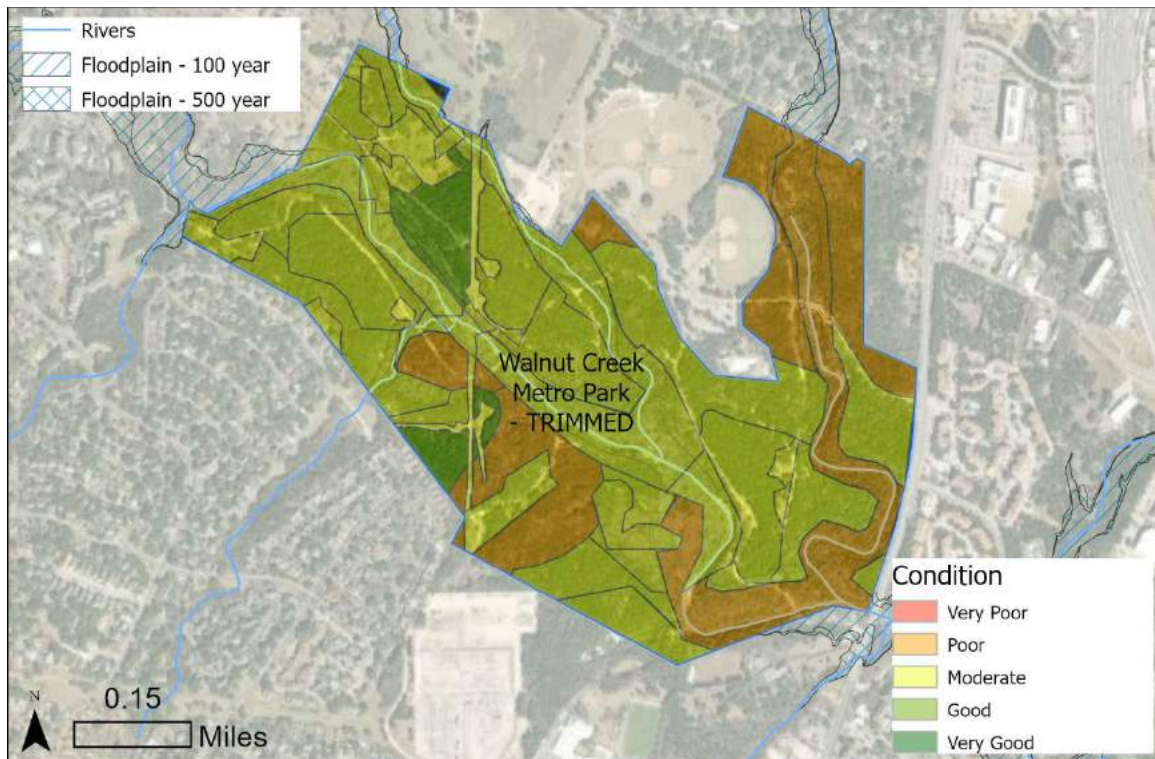 Rivers
Floodplain - 100 year
Floodplain - 500 year
Walnut Creek
Metro Park
- TRIMMED
N
0.15
Miles
Condition
Very Poor
Poor
Moderate
Good
Very Good